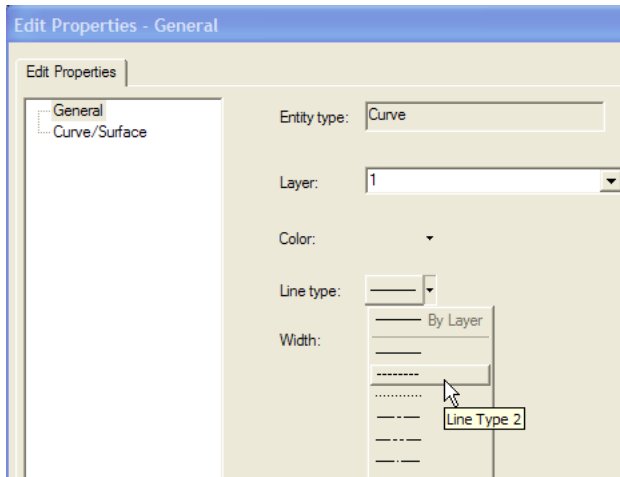 Edit Properties - General
Edit Properties
General
Curve/Surface
Entity type: Curve
Layer: 1
Color:
Line type:
By Layer
Width:
Line Type 2